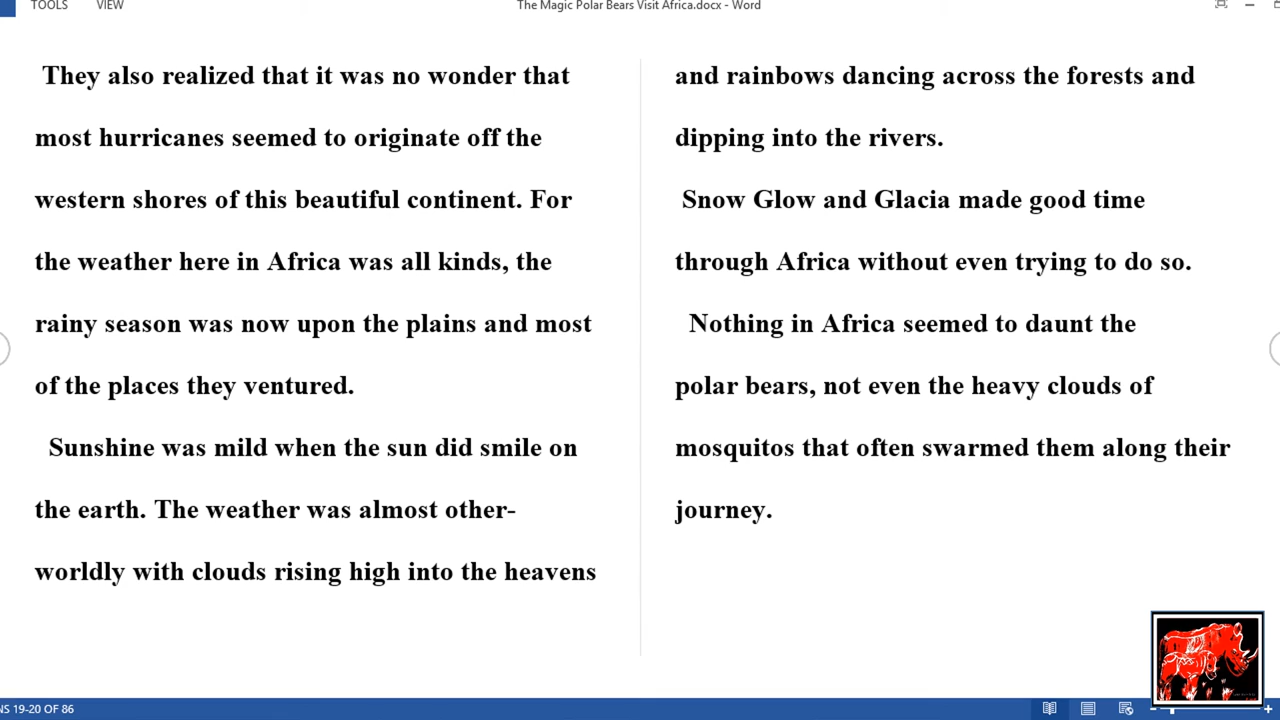 TOOLS VIEW The Magic Polar Bears Visit Africa.docx - Word
They also realized that it was no wonder that
most hurricanes seemed to originate off the
western shores of this beautiful continent. For
the weather here in Africa was all kinds, the
rainy season was now upon the plains and most
of the places they ventured.
Sunshine was mild when the sun did smile on
the earth. The weather was almost other-
worldly with clouds rising high into the heavens
and rainbows dancing across the forests and
dipping into the rivers.
Snow Glow and Glacia made good time
through Africa without even trying to do so.
Nothing in Africa seemed to daunt the
polar bears, not even the heavy clouds of
mosquitos that often swarmed them along their
journey.
NS 19-20 OF 86